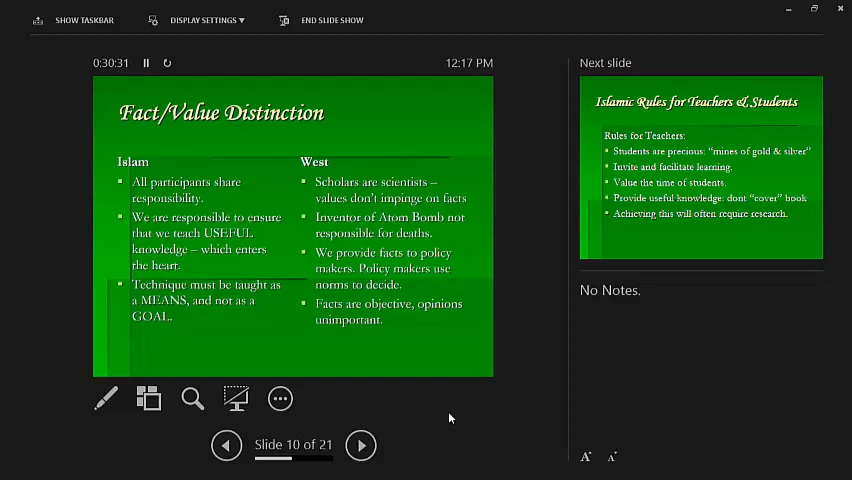 SHOW TASKBAR
DISPLAY SETTINGS ▼
END SLIDE SHOW
0:30:31
12:17 PM
Fact/Value Distinction
Islam
All participants share
responsibility.
We are responsible to ensure
that we teach USEFUL
knowledge – which enters
the heart.
Technique must be taught as
a MEANS, and not as a
GOAL.
West
Scholars are scientists –
values don't impinge on facts
Inventor of Atom Bomb not
responsible for deaths.
We provide facts to policy
makers. Policy makers use
norms to decide.
Facts are objective, opinions
unimportant.
Slide 10 of 21
Next slide
Islamic Rules for Teachers & Students
Rules for Teachers:
Students are precious: "mines of gold & silver"
Invite and facilitate learning.
Value the time of students.
Provide useful knowledge: dont "cover" book
Achieving this will often require research.
No Notes.
A A